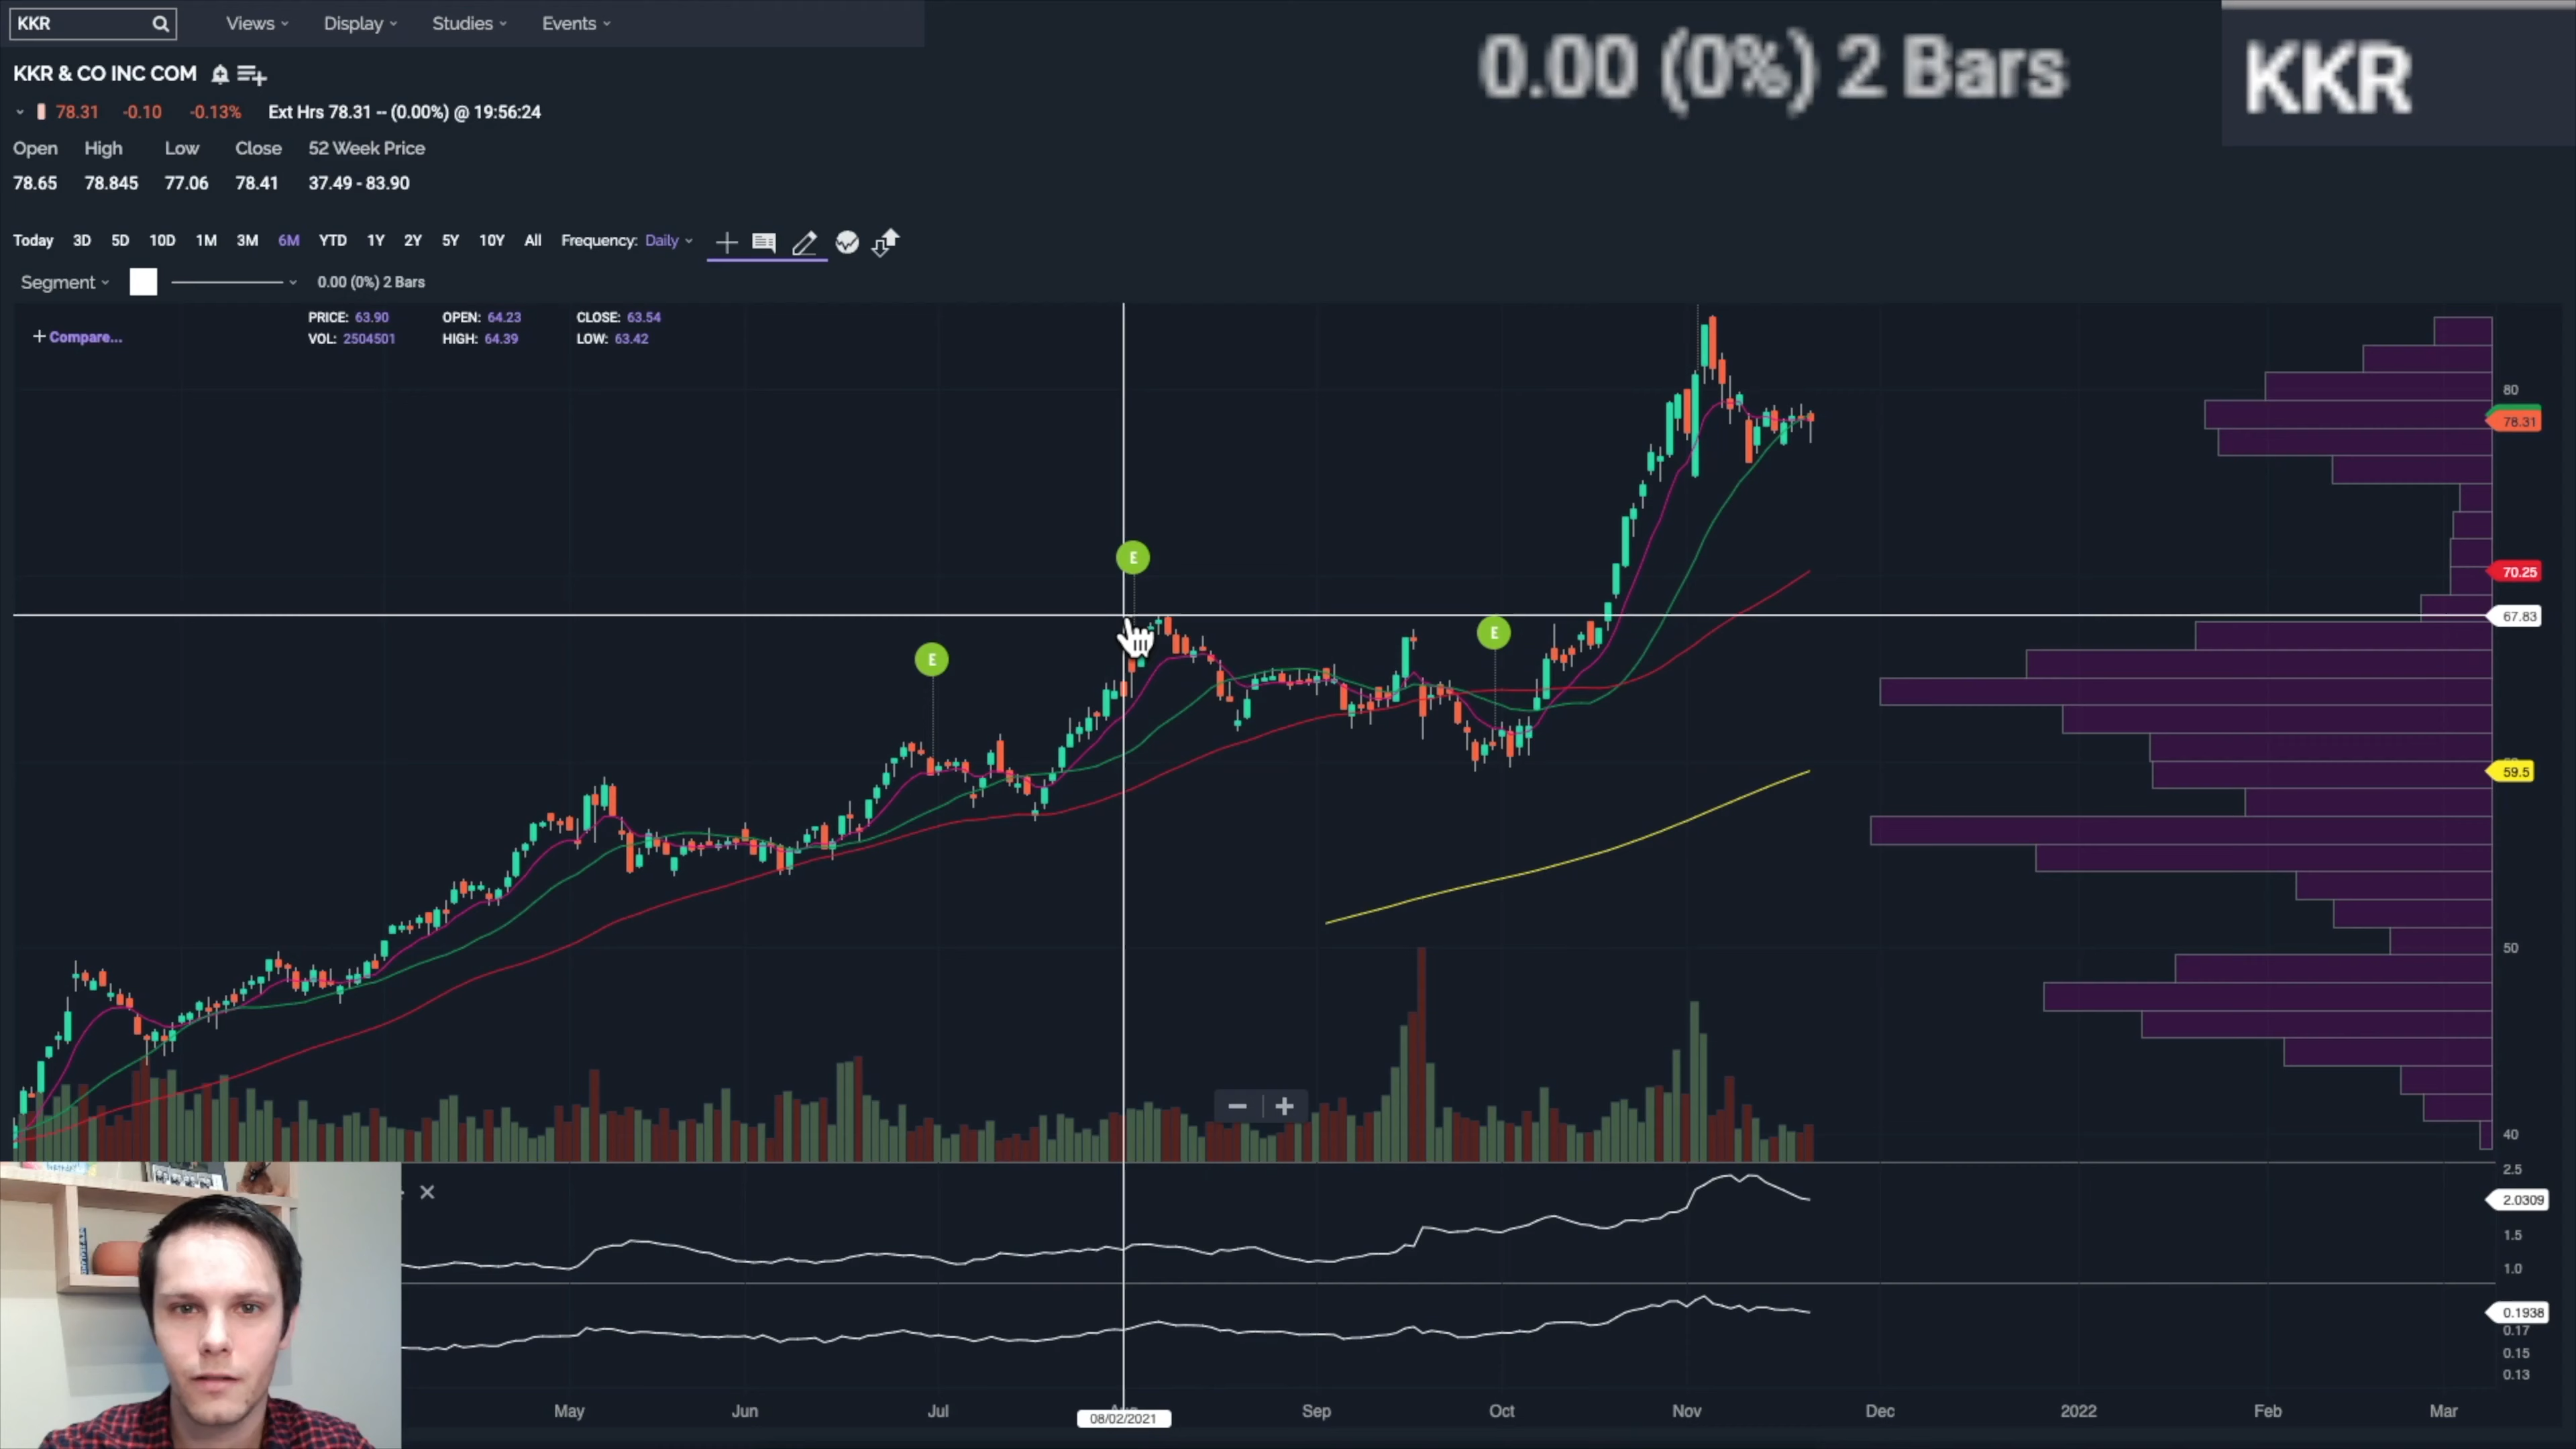 KKR
Views Display Studies Events
0.00 (0%) 2 Bars
KKR
KKR & CO INC COM
78.31 -0.10 -0.13% Ext Hrs 78.31 -- (0.00%) @ 19:56:24
Open High Low Close 52 Week Price
78.65 78.845 77.06 78.41 37.49 - 83.90
Today 3D 5D 10D 1M 3M 6M YTD 1Y 2Y 5Y 10Y All Frequency: Daily
Segment 0.00 (0%) 2 Bars
PRICE: 63.90 OPEN: 64.23 CLOSE: 63.54
+ Compare...
VOL: 2504501 HIGH: 64.39 LOW: 63.42
80
78.31
E
70.25
67.83
E
E
59.5
50
40
2.5
2.0309
1.5
1.0
0.1938
0.17
0.15
0.13
May Jun Jul Sep Oct Nov Dec 2022 Feb Mar
08/02/2021